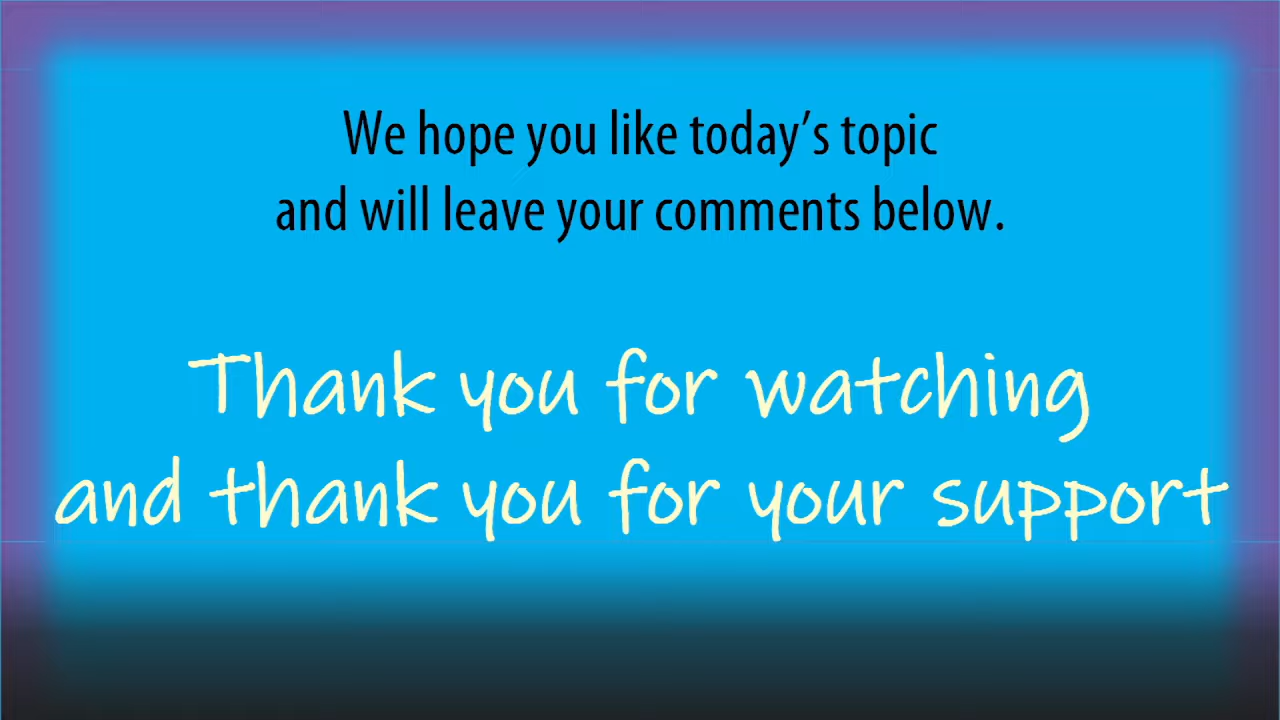 We hope you like today’s topic
and will leave your comments below.
Thank you for watching
and thank you for your support